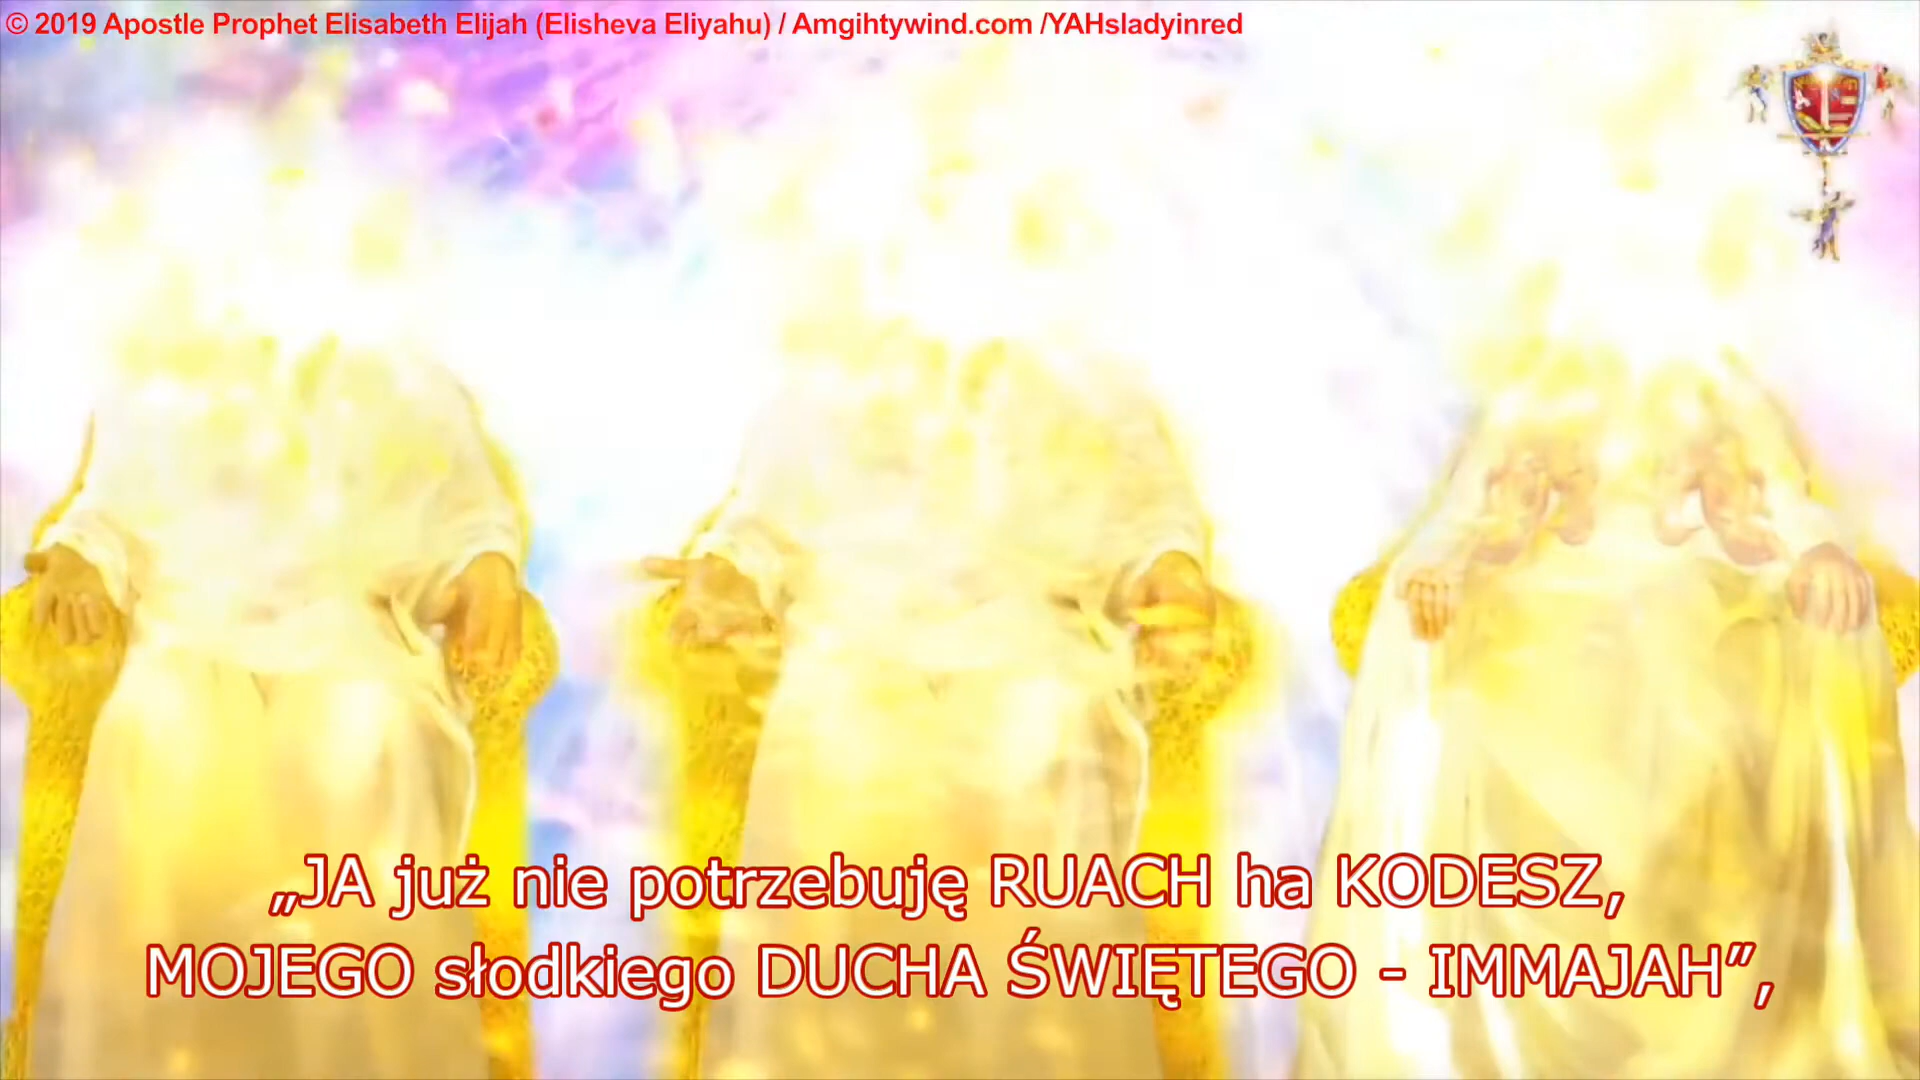 © 2019 Apostle Prophet Elisabeth Elijah (Elisheva Eliyahu) / Amgihtywind.com /YAHsladyinred
„JA już nie potrzebuję RUACH ha KODESZ,
MOJEGO słodkiego DUCHA ŚWIĘTEGO - IMMAJAH”,